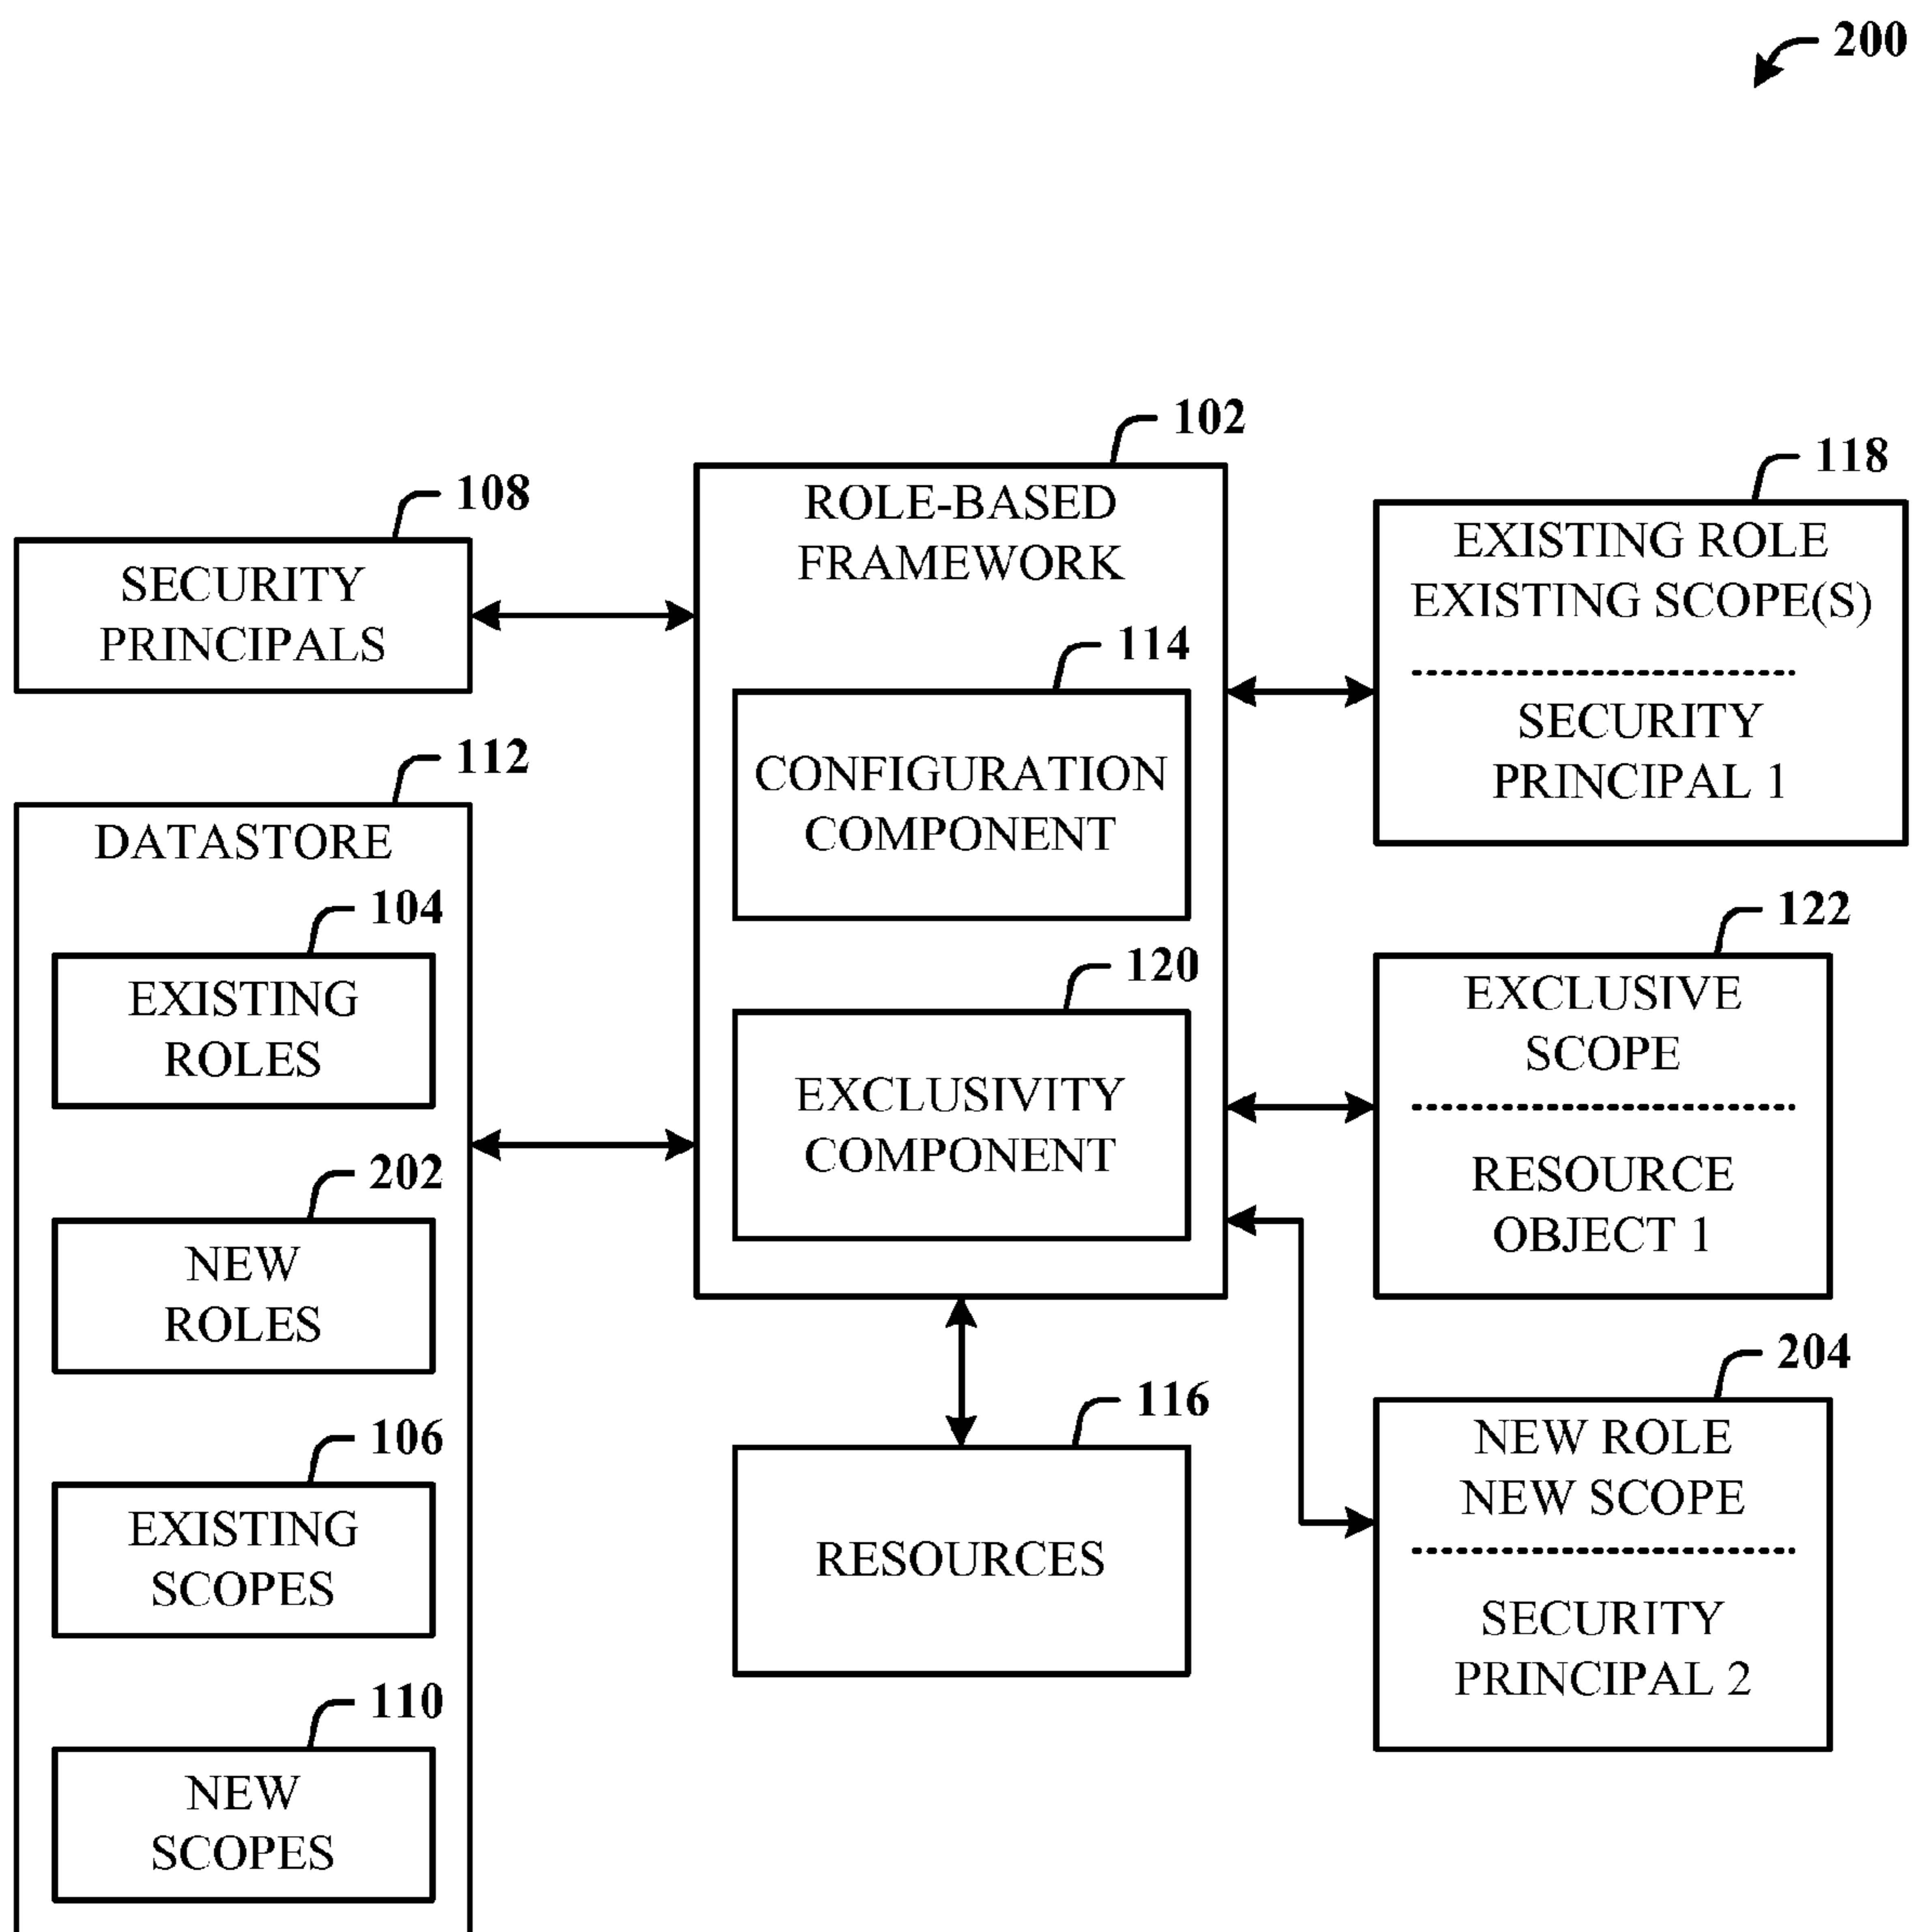 200
108
SECURITY
PRINCIPALS
112
DATASTORE
104
EXISTING
ROLES
202
NEW
ROLES
106
EXISTING
SCOPES
110
NEW
SCOPES
102
ROLE-BASED
FRAMEWORK
114
CONFIGURATION
COMPONENT
120
EXCLUSIVITY
COMPONENT
116
RESOURCES
118
EXISTING ROLE
EXISTING SCOPE(S)
SECURITY
PRINCIPAL 1
122
EXCLUSIVE
SCOPE
RESOURCE
OBJECT 1
204
NEW ROLE
NEW SCOPE
SECURITY
PRINCIPAL 2